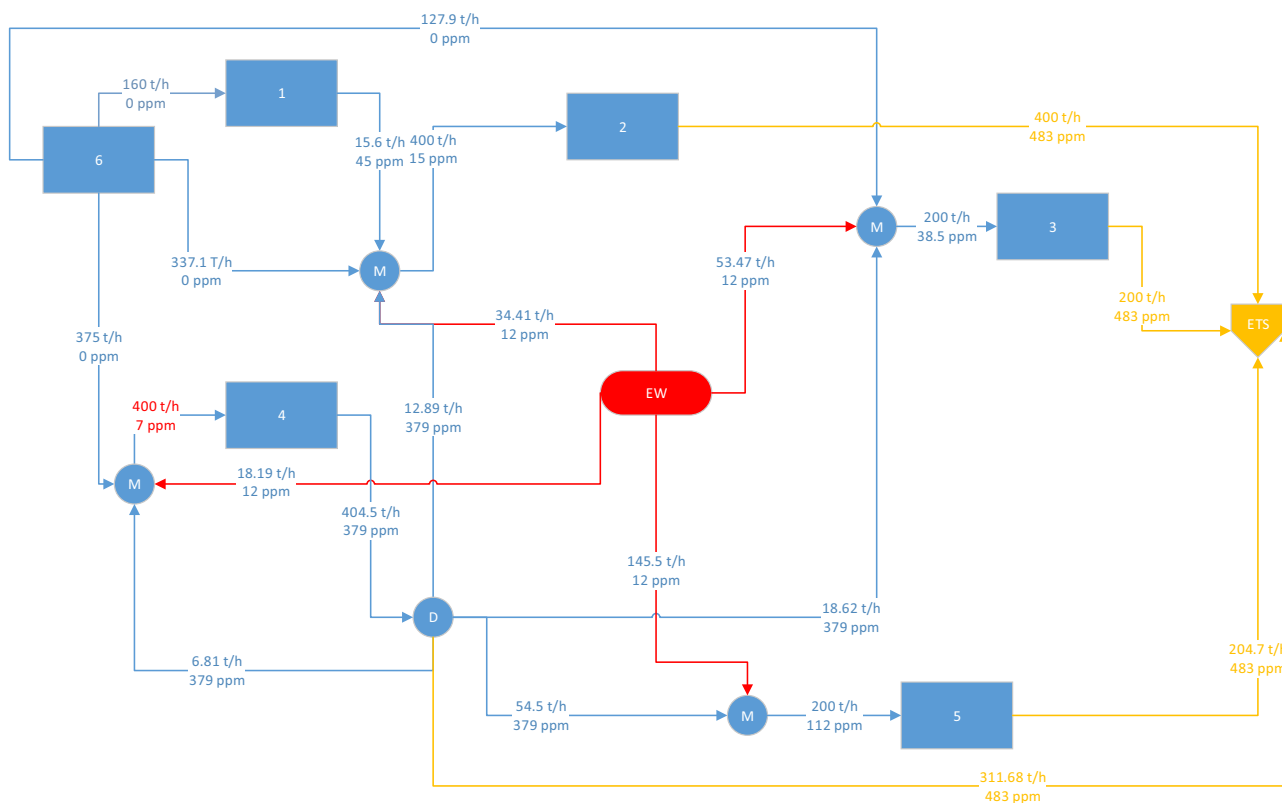 127.9 t/h
0 ppm
160 t/h
0 ppm
1
6
2
400 t/h
483 ppm
15.6 t/h
45 ppm
400 t/h
15 ppm
M
200 t/h
38.5 ppm
3
337.1 T/h
0 ppm
M
53.47 t/h
12 ppm
200 t/h
483 ppm
ETS
34.41 t/h
12 ppm
375 t/h
0 ppm
EW
400 t/h
7 ppm
4
12.89 t/h
379 ppm
M
18.19 t/h
12 ppm
404.5 t/h
379 ppm
145.5 t/h
12 ppm
D
18.62 t/h
379 ppm
6.81 t/h
379 ppm
204.7 t/h
483 ppm
54.5 t/h
379 ppm
M
200 t/h
112 ppm
5
311.68 t/h
483 ppm